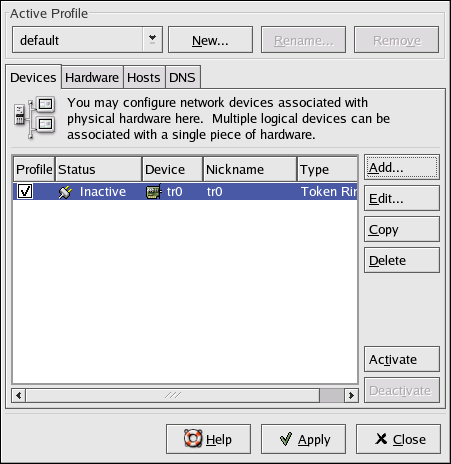 Active Profile
default New... Rename... Remove
Devices Hardware Hosts DNS
You may configure network devices associated with
physical hardware here. Multiple logical devices can be
associated with a single piece of hardware.
Profile Status Device Nickname Type
Inactive tr0 tr0 Token Rin
Add...
Edit...
Copy
Delete
Activate
Deactivate
Help Apply Close